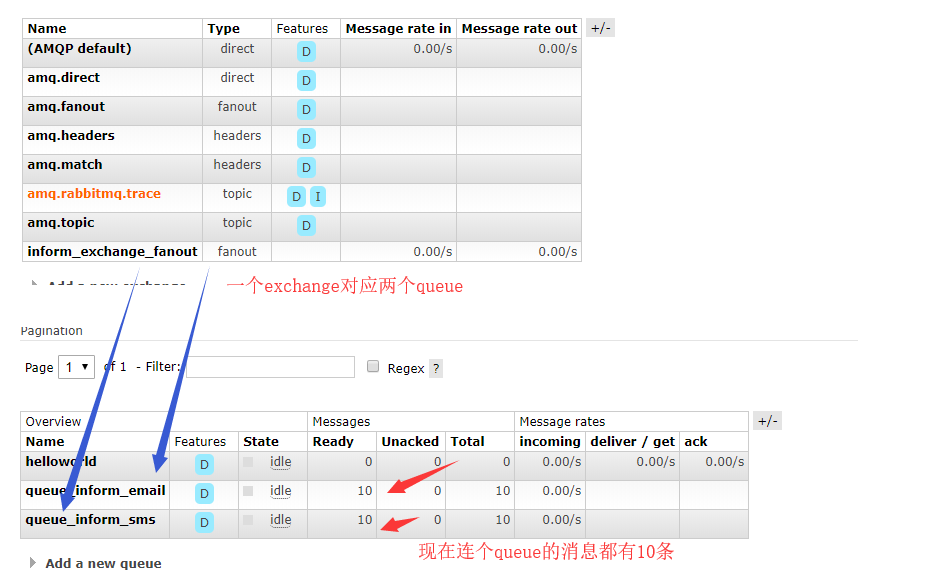 Name Type Features Message rate in Message rate out +/-
(AMQP default) direct D 0.00/s 0.00/s
amq.direct direct D
amq.fanout fanout D
amq.headers headers D
amq.match headers D
amq.rabbitmq.trace topic D I
amq.topic topic D
inform_exchange_fanout fanout 0.00/s 0.00/s
Add a new exchange
一个exchange对应两个queue
Pagination
Page 1 of 1 - Filter: Regex ?
Overview Messages Message rates +/-
Name Features State Ready Unacked Total incoming deliver / get ack
helloworld D idle 0 0 0 0.00/s 0.00/s 0.00/s
queue_inform_email D idle 10 0 10 0.00/s
queue_inform_sms D idle 10 0 10 0.00/s
现在连个queue的消息都有10条
Add a new queue